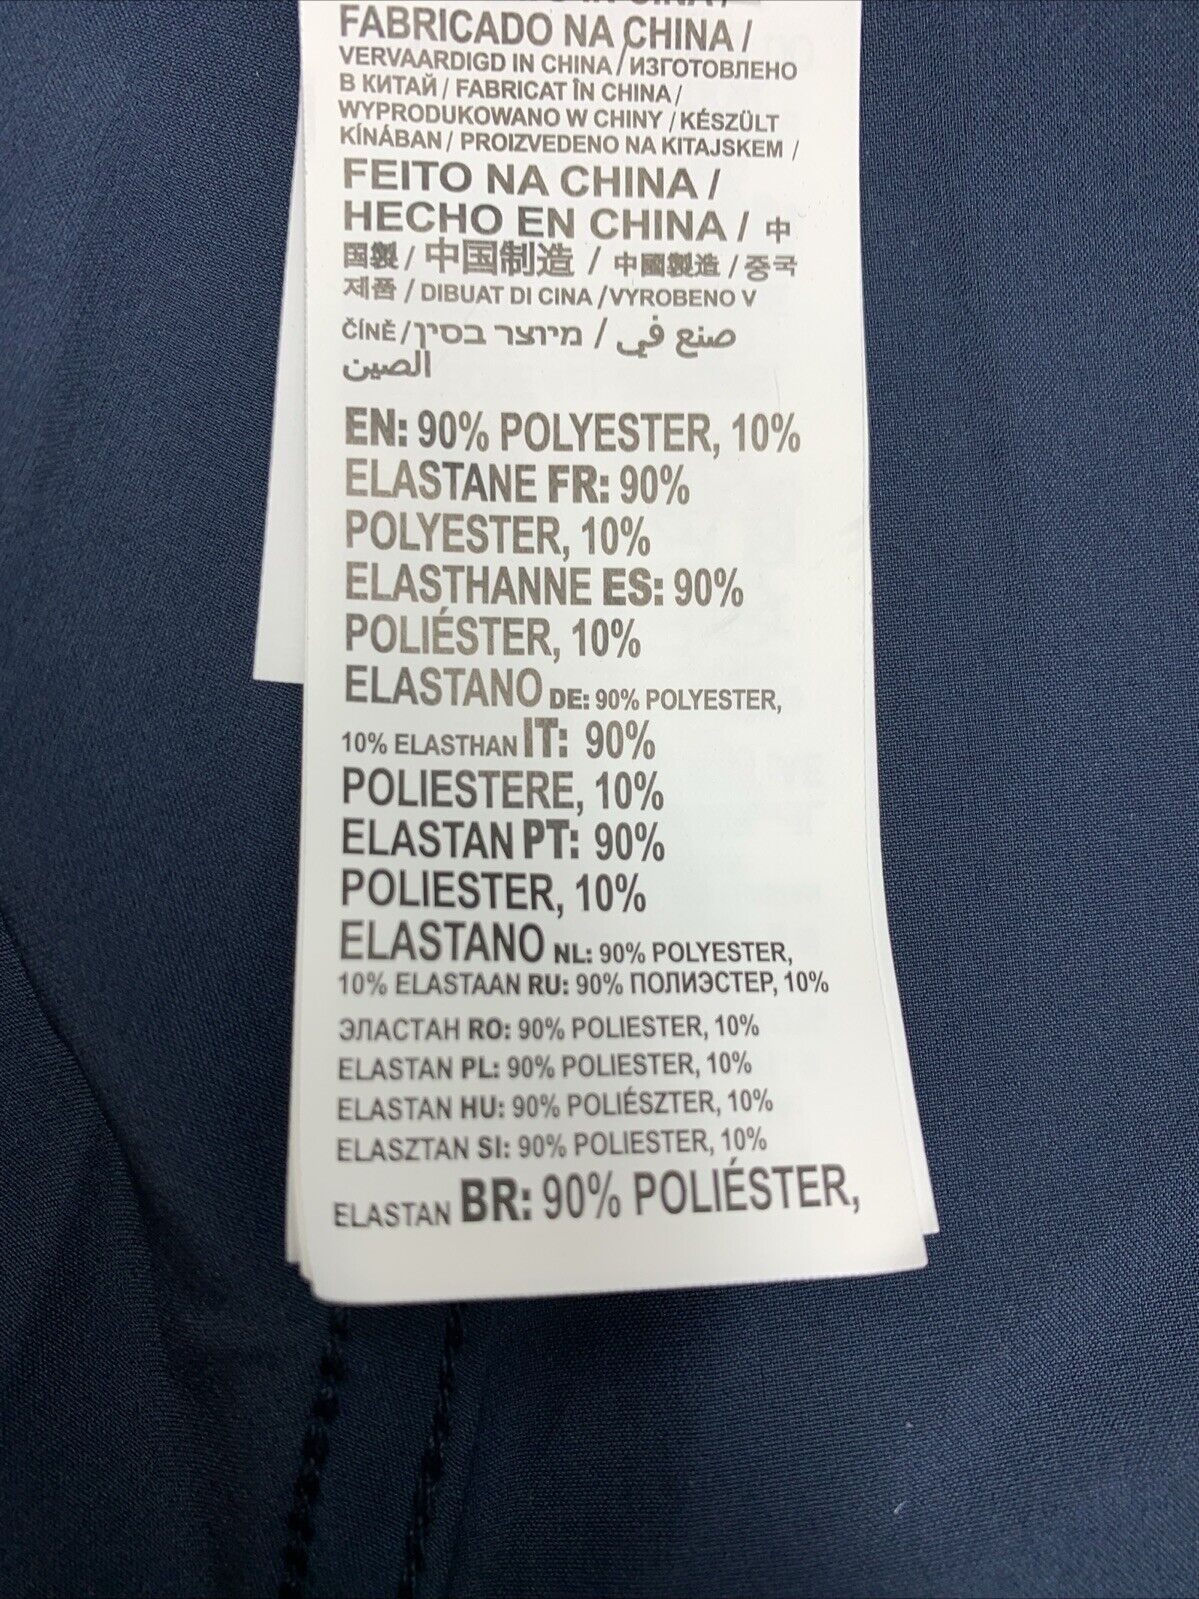 FABRICADO NA CHINA /
VERVAARDIGD IN CHINA / ИЗГОТОВЛЕНО
В КИТАЙ / FABRICAT ÎN CHINA /
WYPRODUKOWANO W CHINY / KÉSZÜLT
KÍNÁBAN / PROIZVEDENO NA KITAJSKEM /
FEITO NA CHINA /
HECHO EN CHINA / 中
国製 / 中国制造 / 中國製造 / 중국
제품 / DIBUAT DI CINA / VYROBENO V
ČÍNĚ / מיוצר בסין / صنع في
الصين
EN: 90% POLYESTER, 10%
ELASTANE FR: 90%
POLYESTER, 10%
ELASTHANNE ES: 90%
POLIÉSTER, 10%
ELASTANO DE: 90% POLYESTER,
10% ELASTHAN IT: 90%
POLIESTERE, 10%
ELASTAN PT: 90%
POLIESTER, 10%
ELASTANO NL: 90% POLYESTER,
10% ELASTAAN RU: 90% ПОЛИЭСТЕР, 10%
ЭЛАСТАН RO: 90% POLIESTER, 10%
ELASTAN PL: 90% POLIESTER, 10%
ELASTAN HU: 90% POLIÉSZTER, 10%
ELASZTAN SI: 90% POLIESTER, 10%
ELASTAN BR: 90% POLIÉSTER,